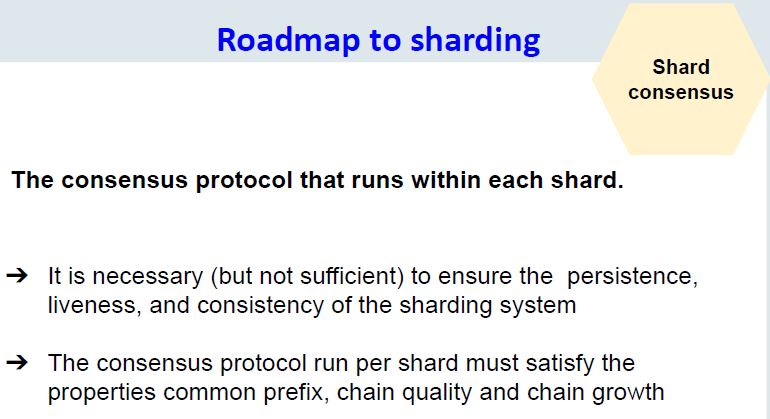 Roadmap to sharding
Shard
consensus
The consensus protocol that runs within each shard.
➔ It is necessary (but not sufficient) to ensure the persistence,
liveness, and consistency of the sharding system
➔ The consensus protocol run per shard must satisfy the
properties common prefix, chain quality and chain growth